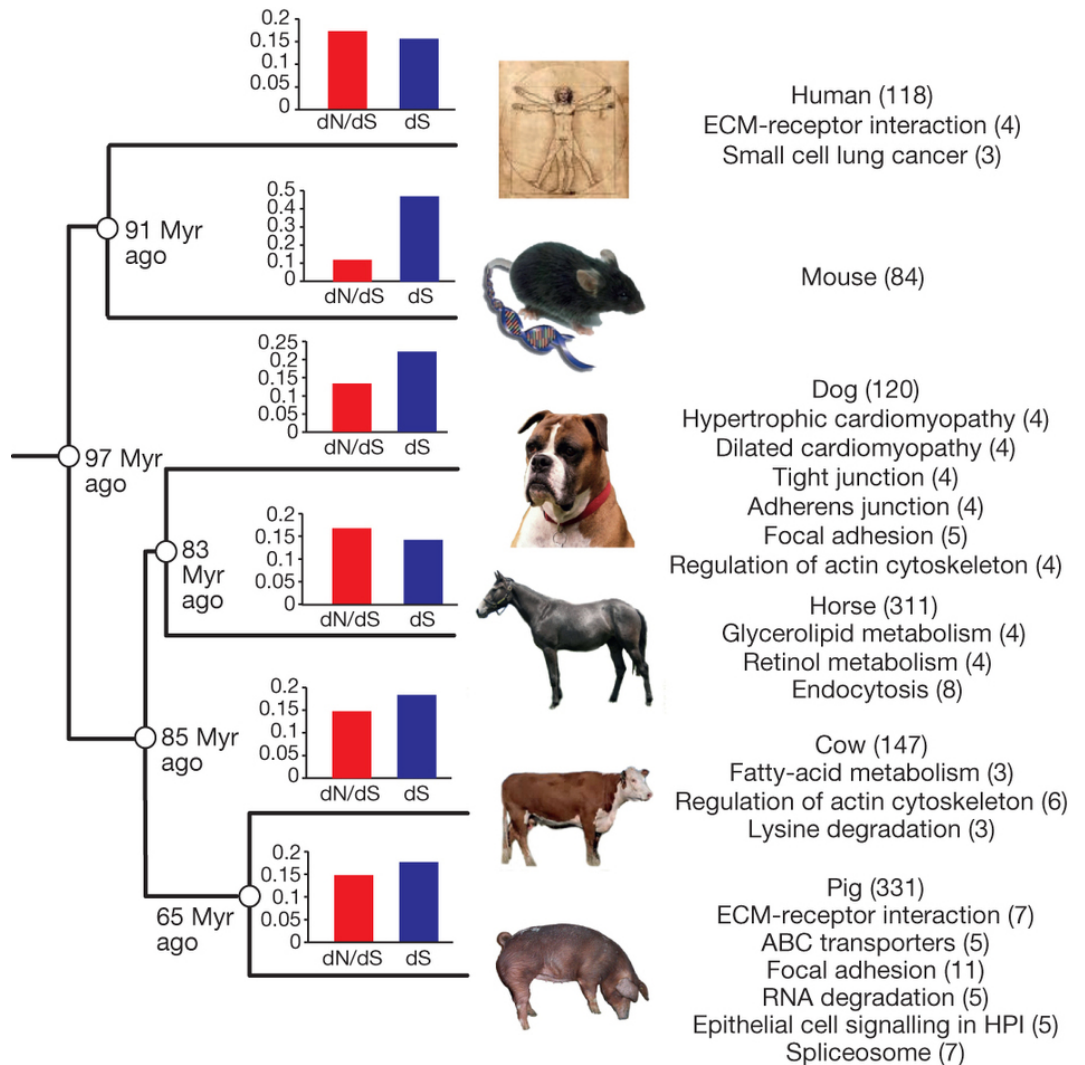 0.2
0.15
0.1
0.05
0
dN/dS dS
Human (118)
ECM-receptor interaction (4)
Small cell lung cancer (3)
91 Myr
ago
0.5
0.4
0.3
0.2
0.1
0
dN/dS dS
Mouse (84)
0.25
0.2
0.15
0.1
0.05
0
dN/dS dS
Dog (120)
Hypertrophic cardiomyopathy (4)
Dilated cardiomyopathy (4)
Tight junction (4)
Adherens junction (4)
Focal adhesion (5)
Regulation of actin cytoskeleton (4)
97 Myr
ago
83
Myr
ago
0.2
0.15
0.1
0.05
0
dN/dS dS
Horse (311)
Glycerolipid metabolism (4)
Retinol metabolism (4)
Endocytosis (8)
85 Myr
ago
0.2
0.15
0.1
0.05
0
dN/dS dS
Cow (147)
Fatty-acid metabolism (3)
Regulation of actin cytoskeleton (6)
Lysine degradation (3)
65 Myr
ago
0.2
0.15
0.1
0.05
0
dN/dS dS
Pig (331)
ECM-receptor interaction (7)
ABC transporters (5)
Focal adhesion (11)
RNA degradation (5)
Epithelial cell signalling in HPI (5)
Spliceosome (7)